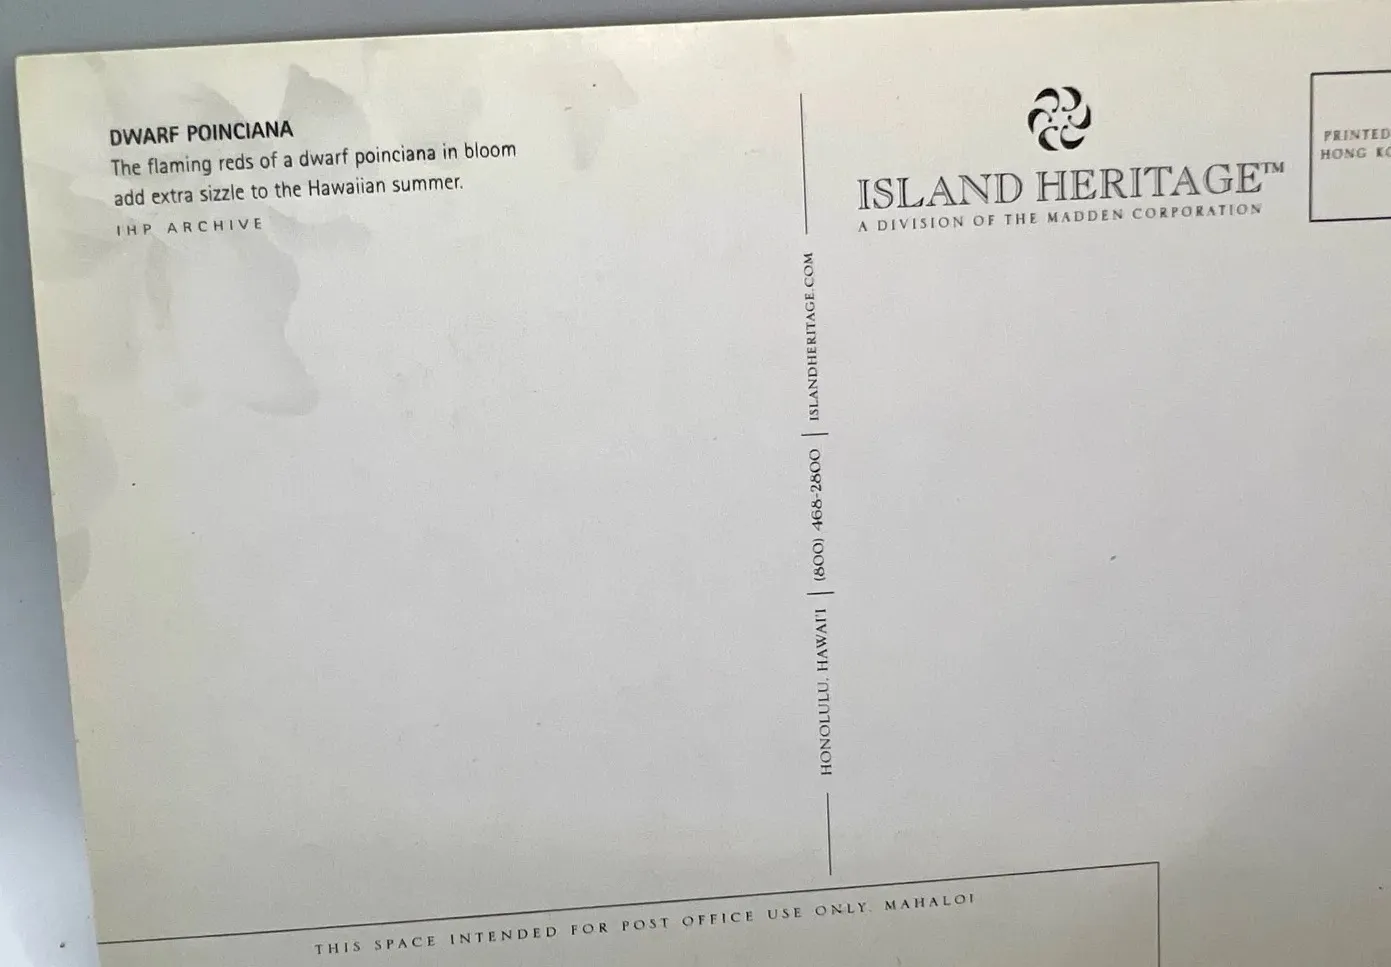 DWARF POINCIANA
The flaming reds of a dwarf poinciana in bloom
add extra sizzle to the Hawaiian summer.
IHP ARCHIVE
HONOLULU, HAWAI'I | (800) 468-2800 | ISLANDHERITAGE.COM
ISLAND HERITAGE™
A DIVISION OF THE MADDEN CORPORATION
PRINTED
HONG
THIS SPACE INTENDED FOR POST OFFICE USE ONLY. MAHALO!